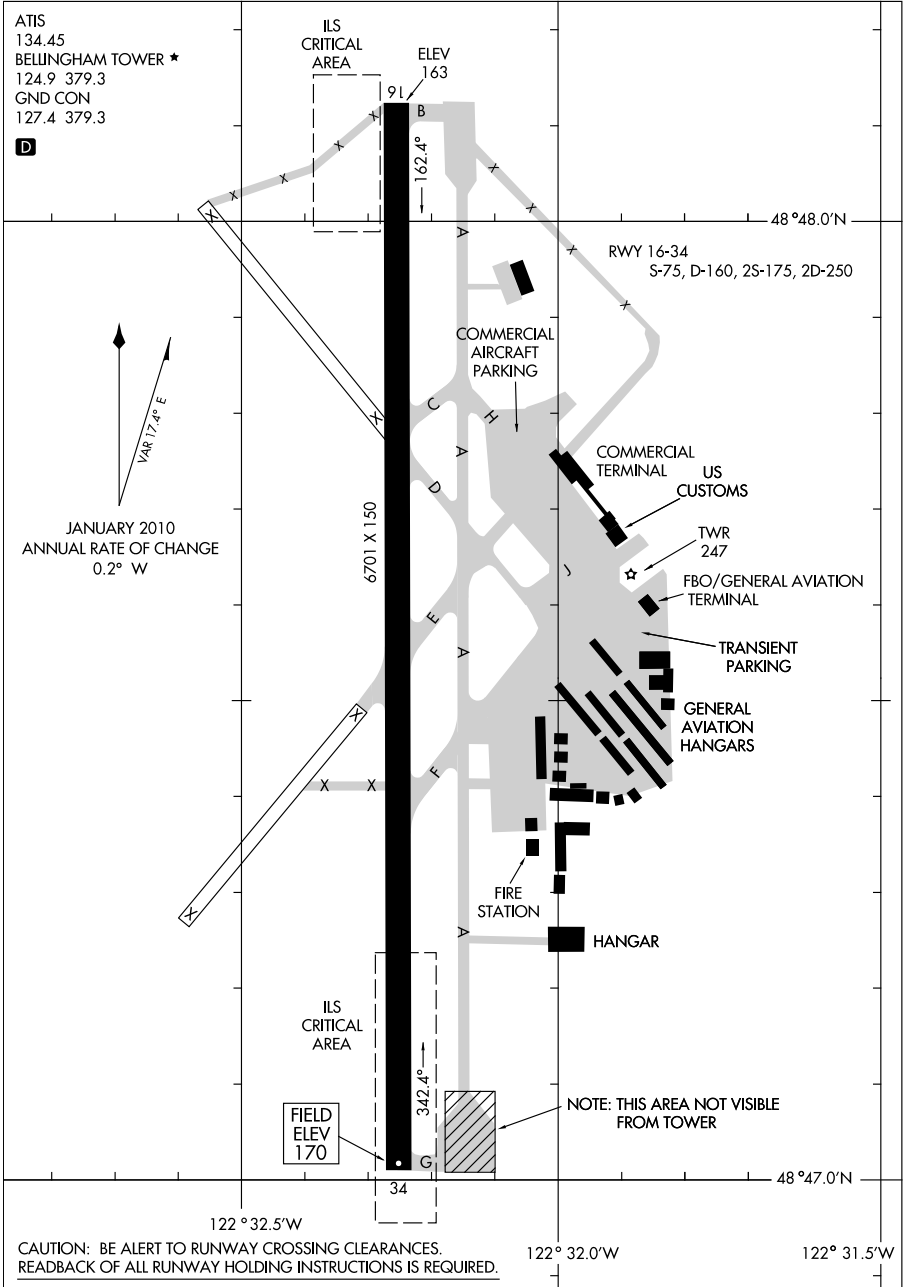 ATIS
134.45
BELLINGHAM TOWER ★
124.9 379.3
GND CON
127.4 379.3
D
ILS
CRITICAL
AREA
ELEV
163
16
B
162.4°
X
X
X
X
X
X
X
X
X
A
48°48.0'N
RWY 16-34
S-75, D-160, 2S-175, 2D-250
COMMERCIAL
AIRCRAFT
PARKING
VAR 17.4° E
JANUARY 2010
ANNUAL RATE OF CHANGE
0.2° W
X
C
H
A
D
6701 X 150
COMMERCIAL
TERMINAL
US
CUSTOMS
TWR
247
J
FBO/GENERAL AVIATION
TERMINAL
E
A
TRANSIENT
PARKING
GENERAL
AVIATION
HANGARS
X
X X
F
X
FIRE
STATION
A
HANGAR
ILS
CRITICAL
AREA
342.4°
NOTE: THIS AREA NOT VISIBLE
FROM TOWER
FIELD
ELEV
170
G
34
48°47.0'N
122°32.5'W
122°32.0'W
122°31.5'W
CAUTION: BE ALERT TO RUNWAY CROSSING CLEARANCES.
READBACK OF ALL RUNWAY HOLDING INSTRUCTIONS IS REQUIRED.